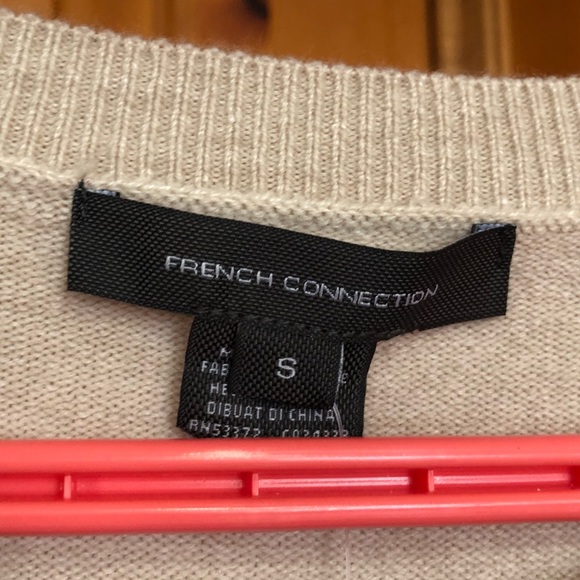 FRENCH CONNECTION
S
DIBUAT DI CHINA
RN53372